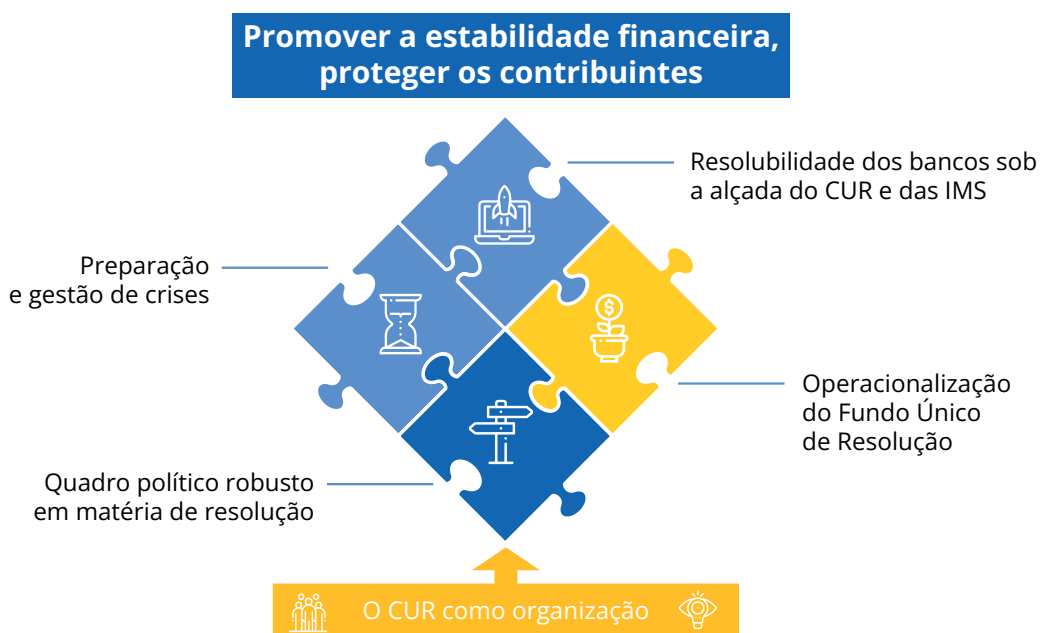 Promover a estabilidade financeira,
proteger os contribuintes
Resolubilidade dos bancos sob
a alçada do CUR e das IMS
Preparação
e gestão de crises
Operacionalização
do Fundo Único
de Resolução
Quadro político robusto
em matéria de resolução
O CUR como organização